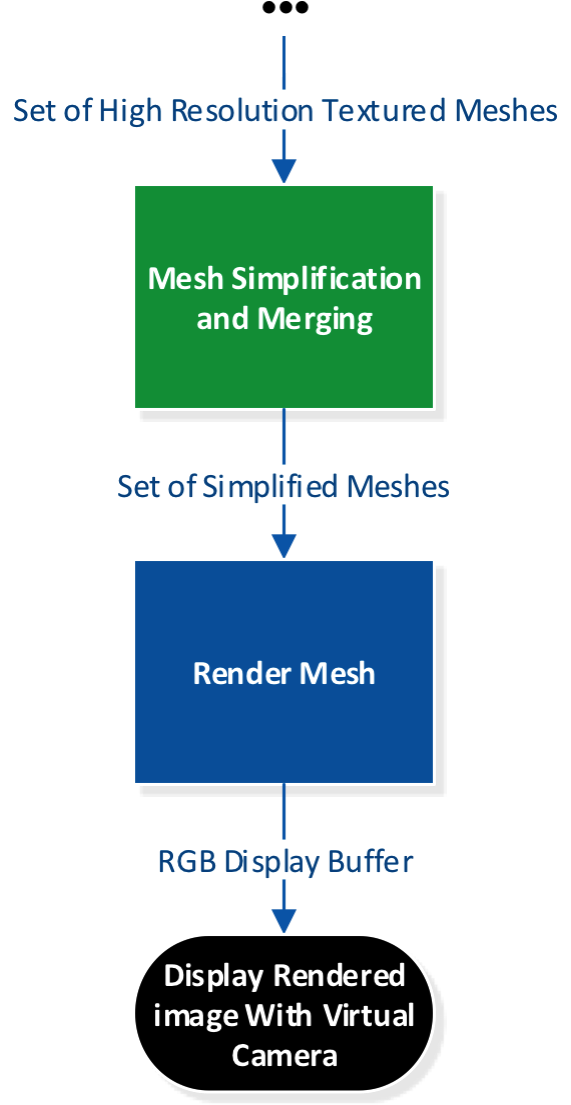 •••
Set of High Resolution Textured Meshes
Mesh Simplification
and Merging
Set of Simplified Meshes
Render Mesh
RGB Display Buffer
Display Rendered
image With Virtual
Camera